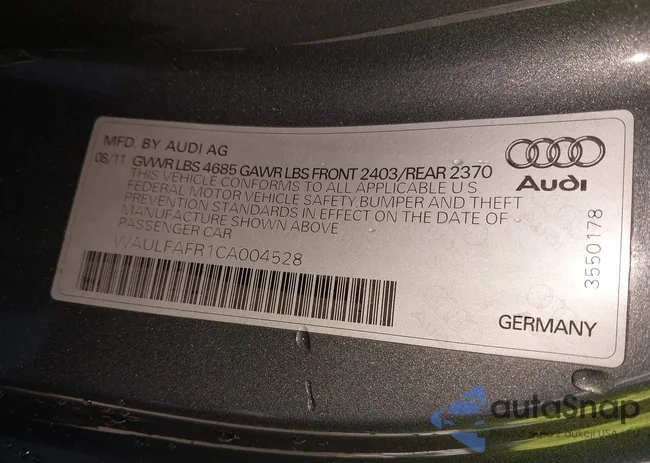 MFD. BY AUDI AG
08/11 GVWR LBS 4685 GAWR LBS FRONT 2403/REAR 2370
THIS VEHICLE CONFORMS TO ALL APPLICABLE U S
FEDERAL MOTOR VEHICLE SAFETY, BUMPER AND THEFT
PREVENTION STANDARDS IN EFFECT ON THE DATE OF
MANUFACTURE SHOWN ABOVE
PASSENGER CAR
WAULFAFR1CA004528
Audi
3550178
GERMANY
autoSnap